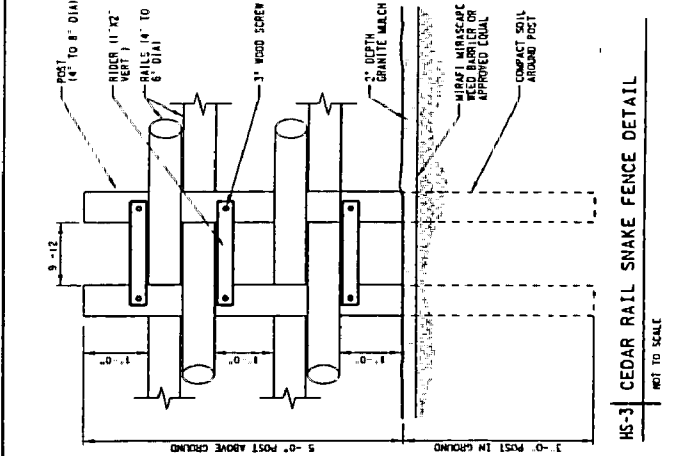 POST
(4" TO 8" DIA)
RIDER (1"X2"
VERT )
RAILS (4" TO
6" DIA)
3" WOOD SCREW
2" DEPTH
GRANITE MULCH
MIRAFI MIRASCAPE
WEED BARRIER OR
APPROVED EQUAL
COMPACT SOIL
AROUND POST
9 -12
1'-0"
1'-0"
1'-0"
5'-0" POST ABOVE GROUND
3'-0" POST IN GROUND
HS-3 CEDAR RAIL SNAKE FENCE DETAIL
NOT TO SCALE